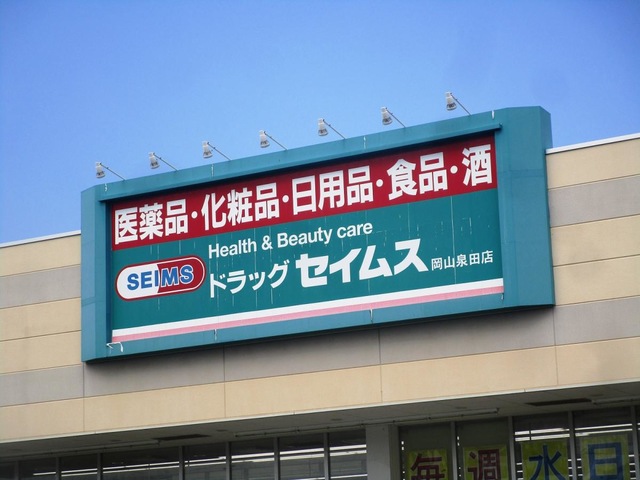 医薬品・化粧品・日用品・食品・酒
Health & Beauty care
SEIMS
ドラッグ セイムス 岡山泉田店
毎週水日